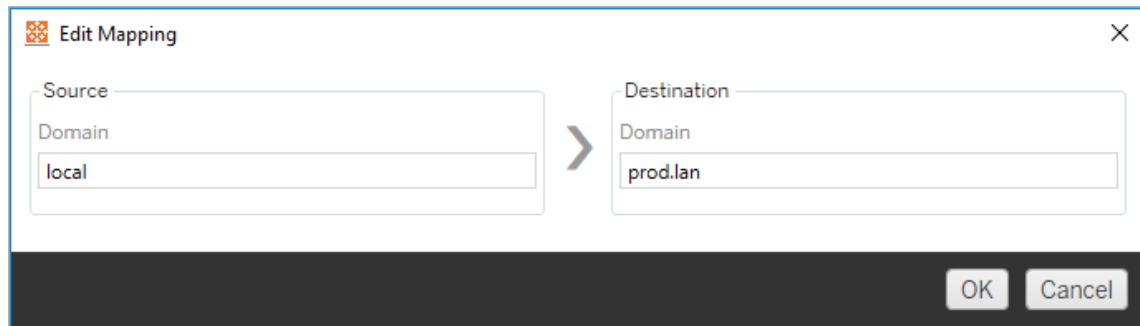 Edit Mapping
Source
Domain
local
Destination
Domain
prod.lan
OK
Cancel